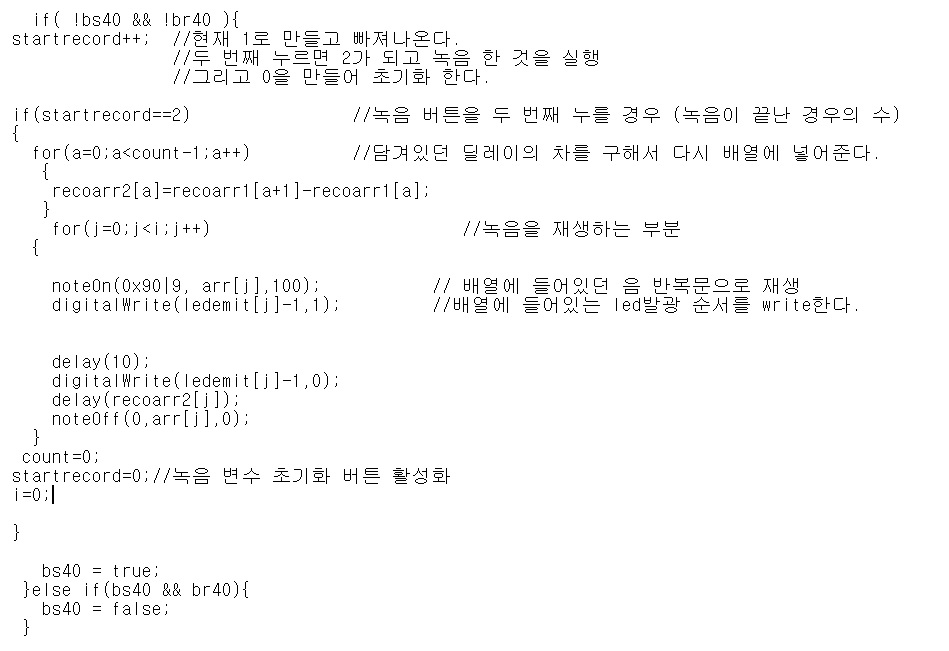 if( !bs40 && !br40 ){
startrecord++;  //현재 1로 만들고 빠져나온다.
//두 번째 누르면 2가 되고 녹음 한 것을 실행
//그리고 0을 만들어 초기화 한다.
if(startrecord==2)                //녹음 버튼을 두 번째 누를 경우 (녹음이 끝난 경우의 수)
{
for(a=0;a<count-1;a++)          //담겨있던 딜레이의 차를 구해서 다시 배열에 넣어준다.
{
recoarr2[a]=recoarr1[a+1]-recoarr1[a];
}
for(j=0;j<i;j++)                         //녹음을 재생하는 부분
{
noteOn(0x90|9, arr[j],100);           // 배열에 들어있던 음 반복문으로 재생
digitalWrite(ledemit[j]-1,1);         //배열에 들어있는 led발광 순서를 write한다.
delay(10);
digitalWrite(ledemit[j]-1,0);
delay(recoarr2[j]);
noteOff(0,arr[j],0);
}
count=0;
startrecord=0;//녹음 변수 초기화 버튼 활성화
i=0;
}
bs40 = true;
}else if(bs40 && br40){
bs40 = false;
}